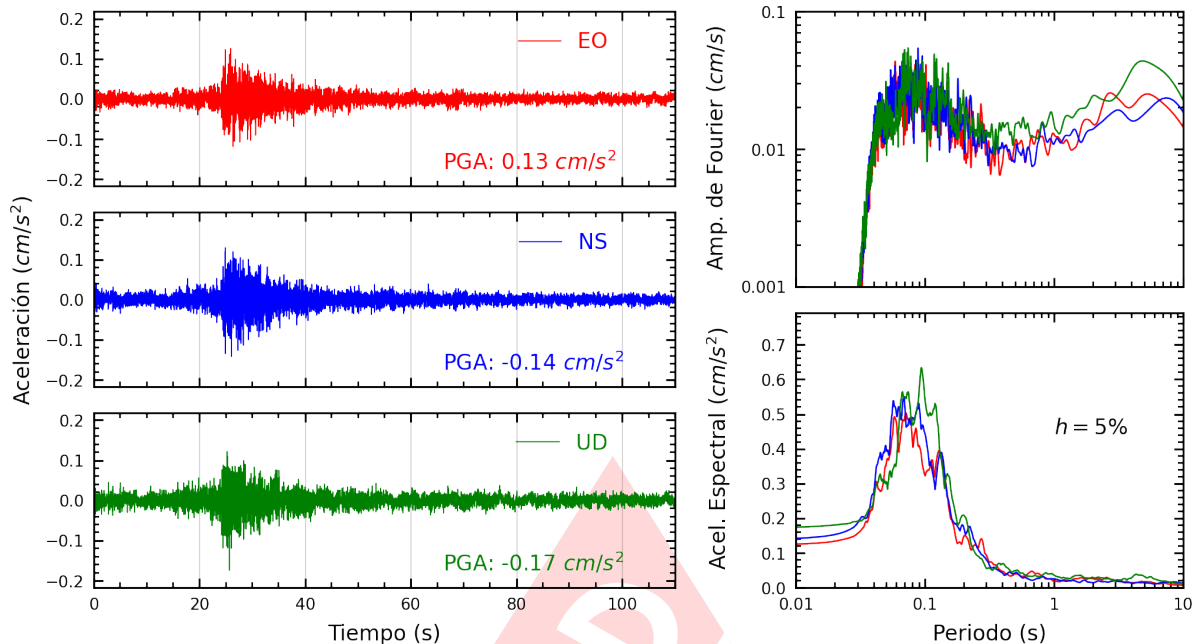 Aceleración (cm/s²)
0.2
0.1
0.0
−0.1
−0.2
EO
PGA: 0.13 cm/s²
0.2
0.1
0.0
−0.1
−0.2
NS
PGA: -0.14 cm/s²
0.2
0.1
0.0
−0.1
−0.2
UD
PGA: -0.17 cm/s²
0 20 40 60 80 100
Tiempo (s)
Amp. de Fourier (cm/s)
0.1
0.01
0.001
Acel. Espectral (cm/s²)
0.7
0.6
0.5
0.4
0.3
0.2
0.1
0.0
h = 5%
0.01 0.1 1 10
Periodo (s)